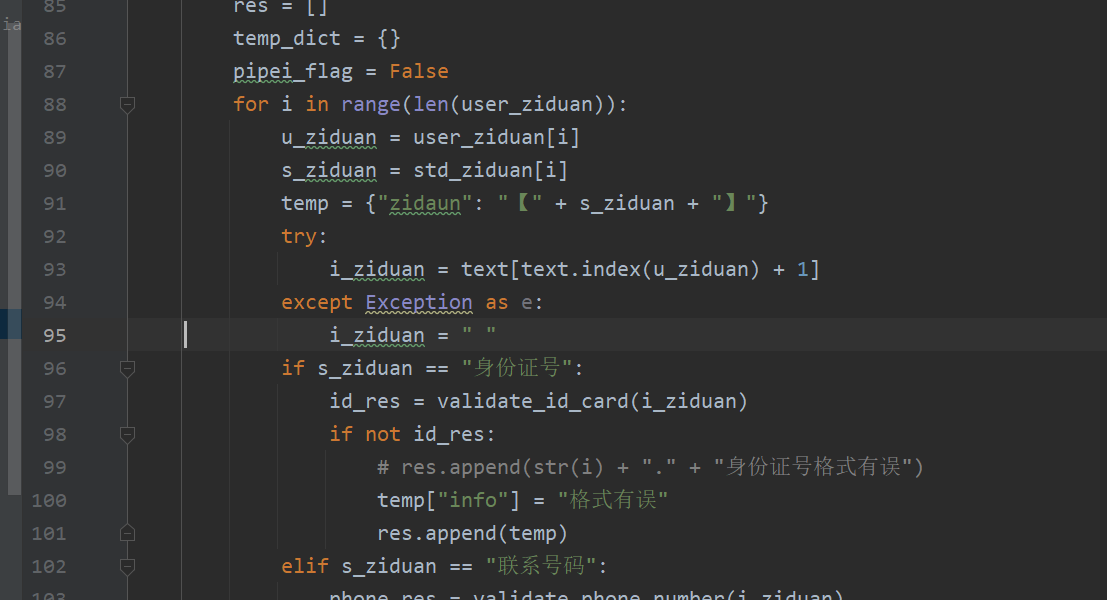 ia
85 res = []
86 temp_dict = {}
87 pipei_flag = False
88 for i in range(len(user_ziduan)):
89 u_ziduan = user_ziduan[i]
90 s_ziduan = std_ziduan[i]
91 temp = {"zidaun": "【" + s_ziduan + "】"}
92 try:
93 i_ziduan = text[text.index(u_ziduan) + 1]
94 except Exception as e:
95 i_ziduan = " "
96 if s_ziduan == "身份证号":
97 id_res = validate_id_card(i_ziduan)
98 if not id_res:
99 # res.append(str(i) + "." + "身份证号格式有误")
100 temp["info"] = "格式有误"
101 res.append(temp)
102 elif s_ziduan == "联系号码":
103 phone_res = validate_phone_number(i_ziduan)